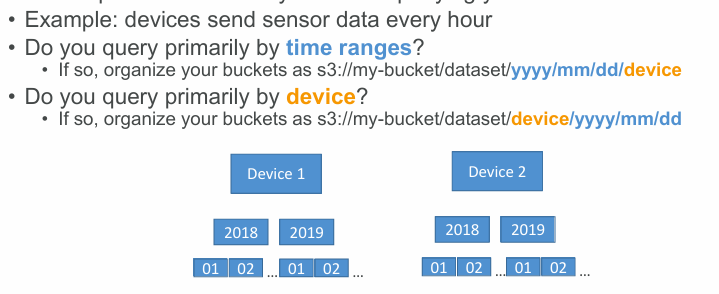 • Example: devices send sensor data every hour
• Do you query primarily by time ranges?
• If so, organize your buckets as s3://my-bucket/dataset/yyyy/mm/dd/device
• Do you query primarily by device?
• If so, organize your buckets as s3://my-bucket/dataset/device/yyyy/mm/dd
Device 1 Device 2
2018 2019 2018 2019
01 02 ... 01 02 ... 01 02 ... 01 02 ...